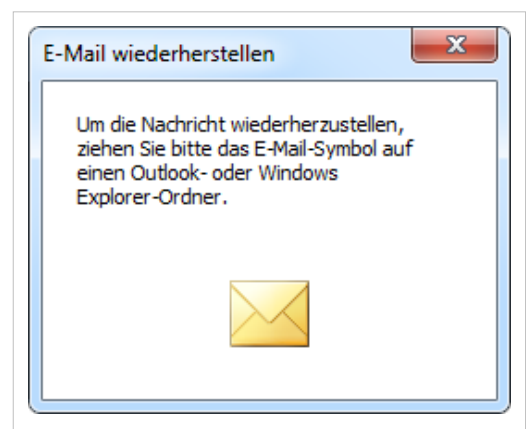 E-Mail wiederherstellen
Um die Nachricht wiederherzustellen,
ziehen Sie bitte das E-Mail-Symbol auf
einen Outlook- oder Windows
Explorer-Ordner.